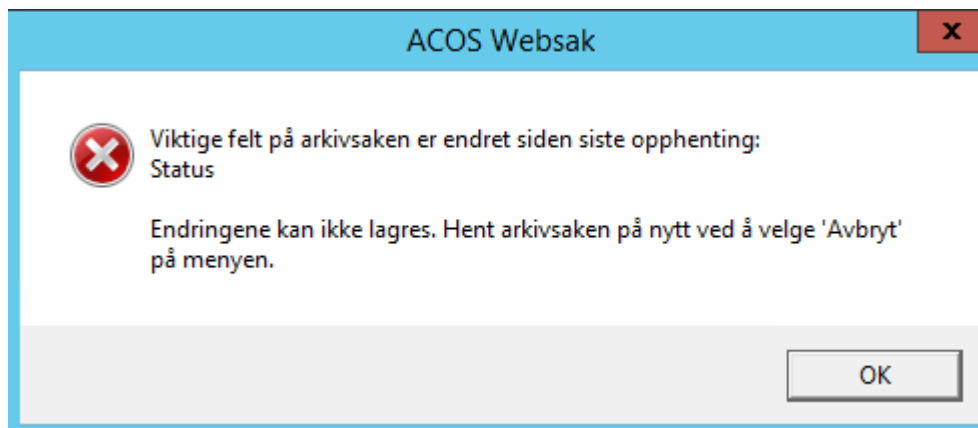 ACOS Websak
x
Viktige felt på arkivsaken er endret siden siste opphenting:
Status
Endringene kan ikke lagres. Hent arkivsaken på nytt ved å velge 'Avbryt'
på menyen.
OK